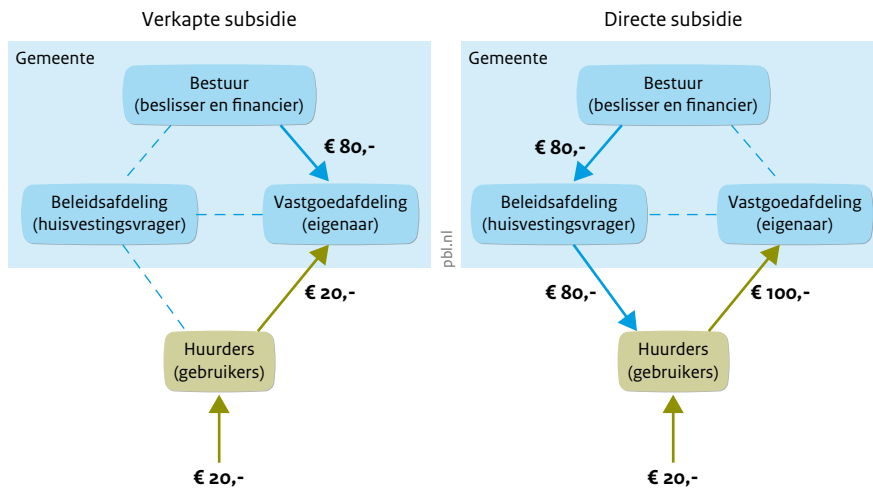 Verkapte subsidie
Gemeente
Bestuur
(beslisser en financier)
€ 80,-
Beleidsafdeling
(huisvestingsvrager)
Vastgoedafdeling
(eigenaar)
€ 20,-
Huurders
(gebruikers)
€ 20,-
pbl.nl
Directe subsidie
Gemeente
Bestuur
(beslisser en financier)
€ 80,-
Beleidsafdeling
(huisvestingsvrager)
Vastgoedafdeling
(eigenaar)
€ 80,-
€ 100,-
Huurders
(gebruikers)
€ 20,-